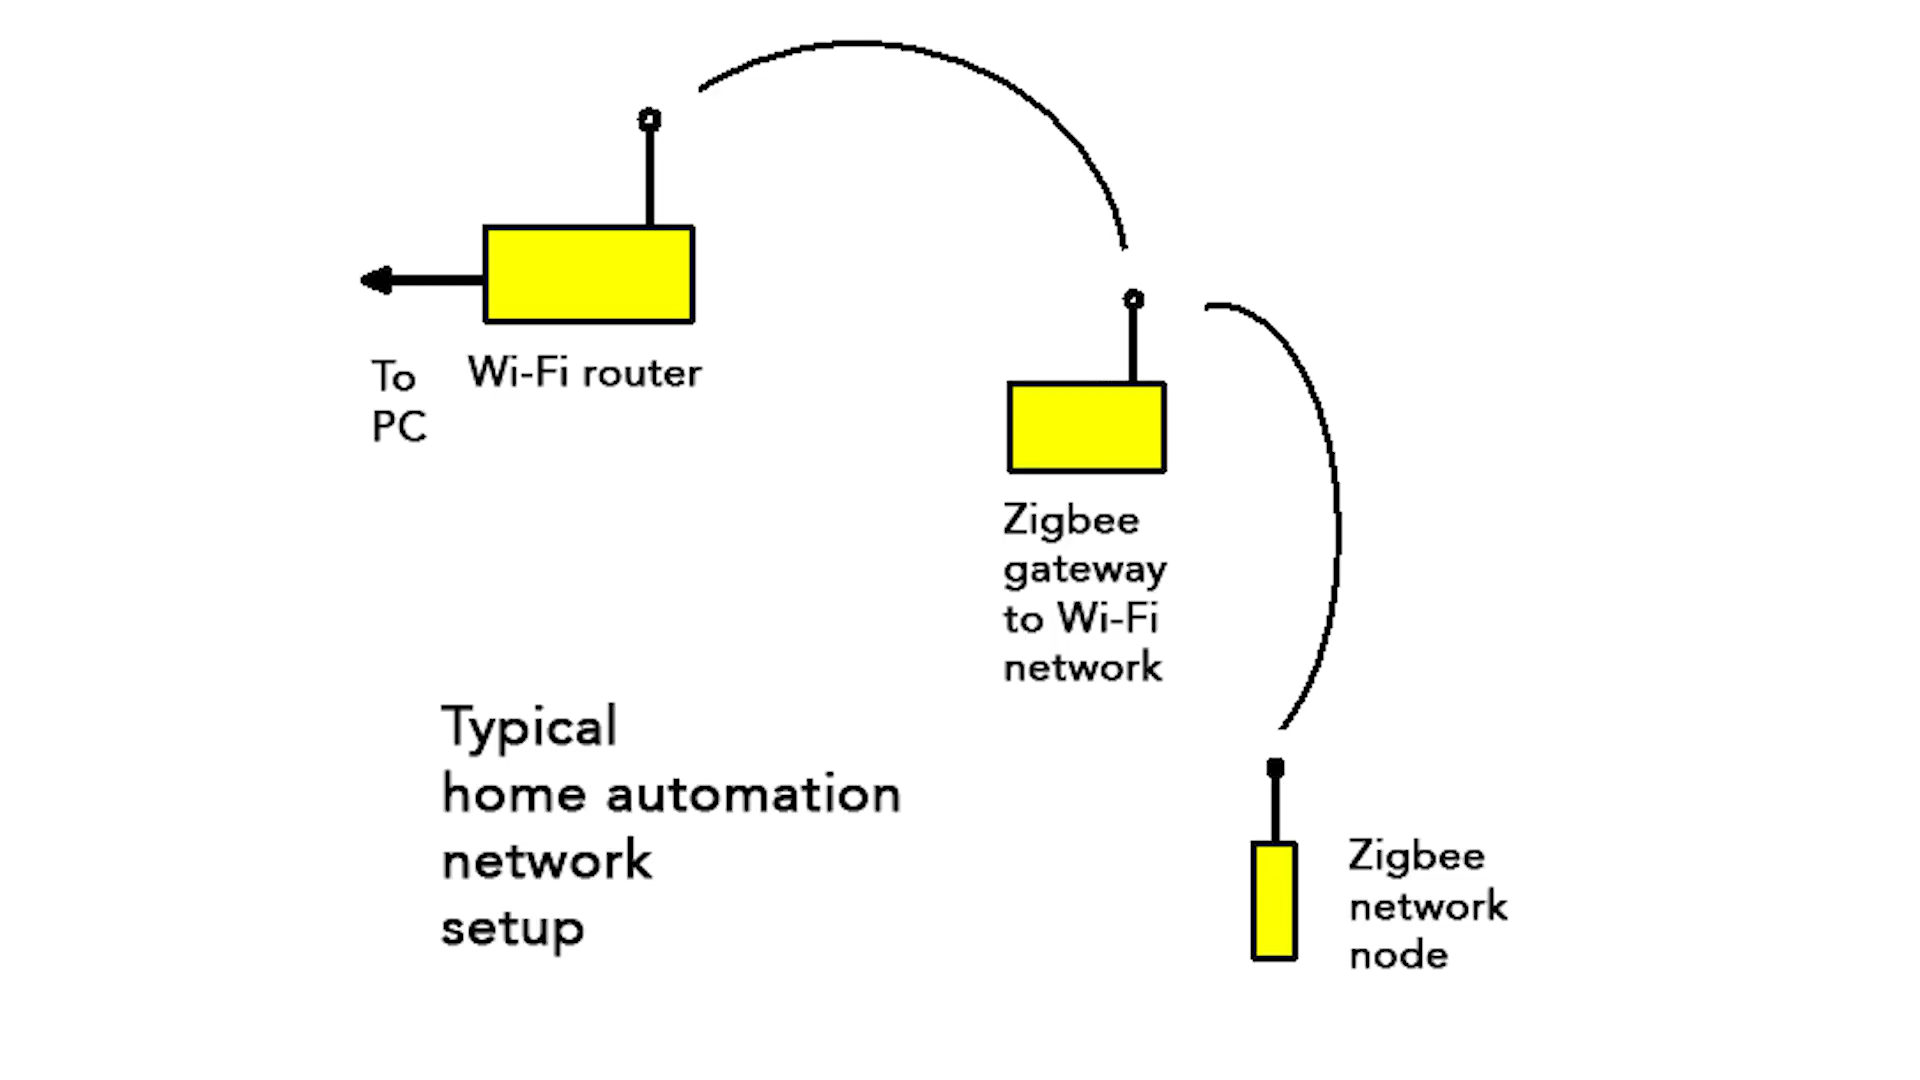 To
PC
Wi-Fi router
Zigbee
gateway
to Wi-Fi
network
Typical
home automation
network
setup
Zigbee
network
node